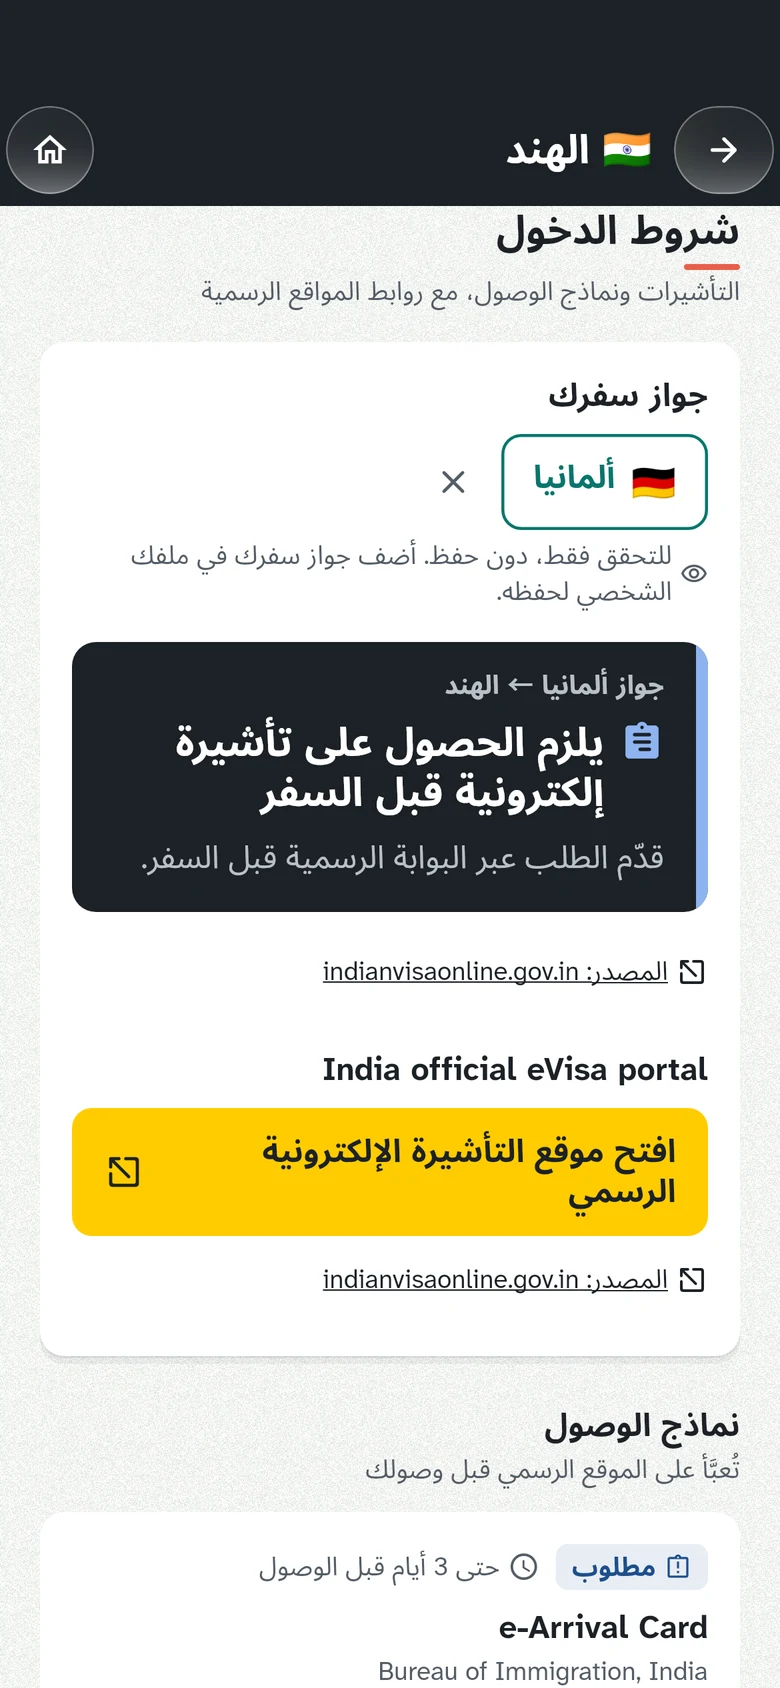 الهند
شروط الدخول
التأشيرات ونماذج الوصول، مع روابط المواقع الرسمية
جواز سفرك
ألمانيا
للتحقق فقط، دون حفظ. أضف جواز سفرك في ملفك
الشخصي لحفظه.
جواز ألمانيا ← الهند
يلزم الحصول على تأشيرة
إلكترونية قبل السفر
قدّم الطلب عبر البوابة الرسمية قبل السفر.
المصدر: indianvisaonline.gov.in
India official eVisa portal
افتح موقع التأشيرة الإلكترونية
الرسمي
المصدر: indianvisaonline.gov.in
نماذج الوصول
تُعبَّأ على الموقع الرسمي قبل وصولك
مطلوب
حتى 3 أيام قبل الوصول
e-Arrival Card
Bureau of Immigration, India